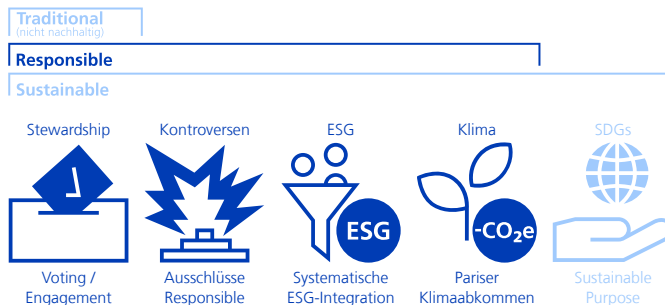 Traditional
(nicht nachhaltig)
Responsible
Sustainable
Stewardship
Kontroversen
ESG
Klima
SDGs
ESG
-CO₂e
Voting /
Engagement
Ausschlüsse
Responsible
Systematische
ESG-Integration
Pariser
Klimaabkommen
Sustainable
Purpose